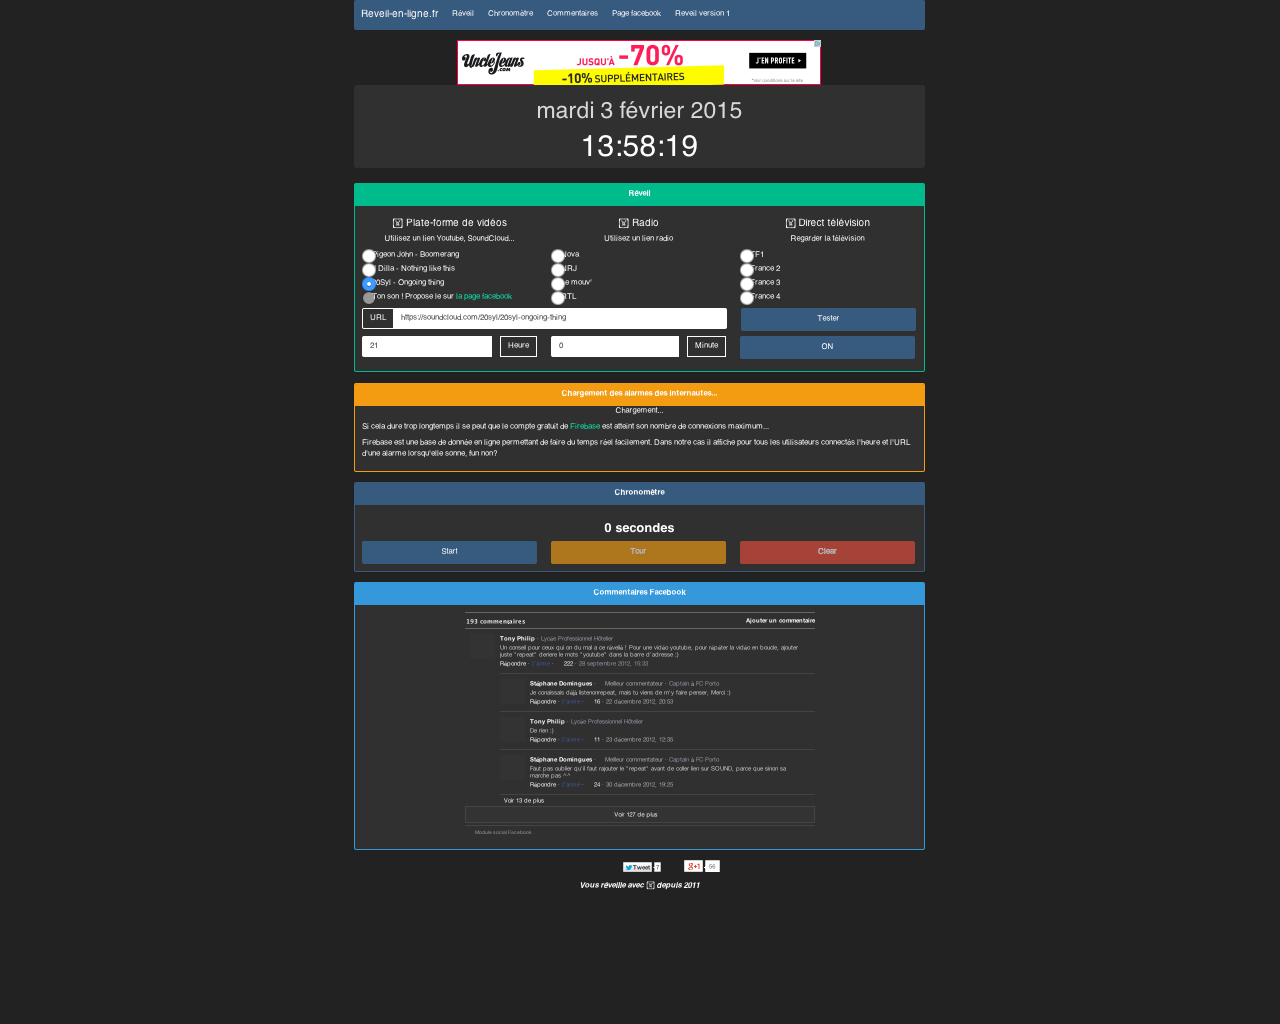 Reveil-en-ligne.fr Réveil Chronomètre Commentaires Page facebook Reveil version 1
UncleJeans .COM JUSQU'À -70% -10% SUPPLÉMENTAIRES J'EN PROFITE *Voir conditions sur le site
mardi 3 février 2015
13:58:19
Réveil
Plate-forme de vidéos Radio Direct télévision
Utilisez un lien Youtube, SoundCloud... Utilisez un lien radio Regarder la télévision
Pigeon John - Boomerang Nova TF1
J Dilla - Nothing like this NRJ France 2
20Syl - Ongoing thing Le mouv' France 3
Ton son ! Propose le sur la page facebook RTL France 4
URL https://soundcloud.com/20syl/20syl-ongoing-thing Tester
21 Heure 0 Minute ON
Chargement des alarmes des internautes...
Chargement...
Si cela dure trop longtemps il se peut que le compte gratuit de Firebase est atteint son nombre de connexions maximum...
Firebase est une base de donnée en ligne permettant de faire du temps réel facilement. Dans notre cas il affiche pour tous les utilisateurs connectés l'heure et l'URL
d'une alarme lorsqu'elle sonne, fun non?
Chronomètre
0 secondes
Start Tour Clear
Commentaires Facebook
193 commentaires Ajouter un commentaire
Tony Philip · Lycée Professionnel Hôtelier
Un conseil pour ceux qui on du mal a ce réveillé ! Pour une vidéo youtube, pour répéter la vidéo en boucle, ajouter
juste "repeat" deriere le mots "youtube" dans la barre d'adresse :)
Répondre · J'aime · 222 · 28 septembre 2012, 15:33
Stéphane Domingues · Meilleur commentateur · Captain à FC Porto
Je conaissais déjà listenonrepeat, mais tu viens de m'y faire penser, Merci :)
Répondre · J'aime · 16 · 22 décembre 2012, 20:53
Tony Philip · Lycée Professionnel Hôtelier
De rien :)
Répondre · J'aime · 11 · 23 décembre 2012, 12:35
Stéphane Domingues · Meilleur commentateur · Captain à FC Porto
Faut pas oublier qu'il faut rajouter le "repeat" avant de coller lien sur SOUND, parce que sinon sa
marche pas ^^
Répondre · J'aime · 24 · 30 décembre 2012, 19:25
Voir 13 de plus
Voir 127 de plus
Module social Facebook
Tweet 7 +1 56
Vous réveille avec depuis 2011